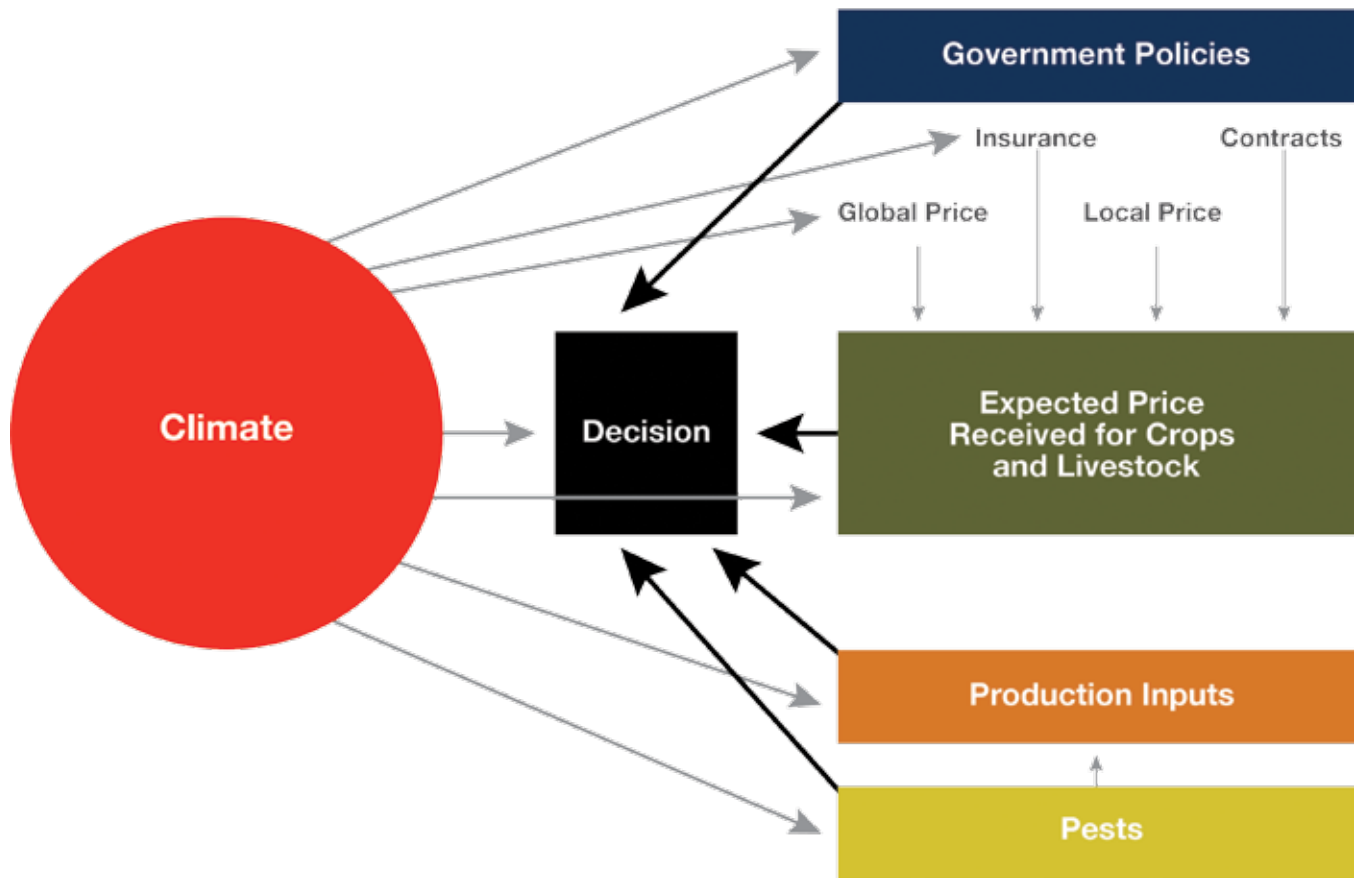 Government Policies
Insurance
Contracts
Global Price
Local Price
Climate
Decision
Expected Price
Received for Crops
and Livestock
Production Inputs
Pests